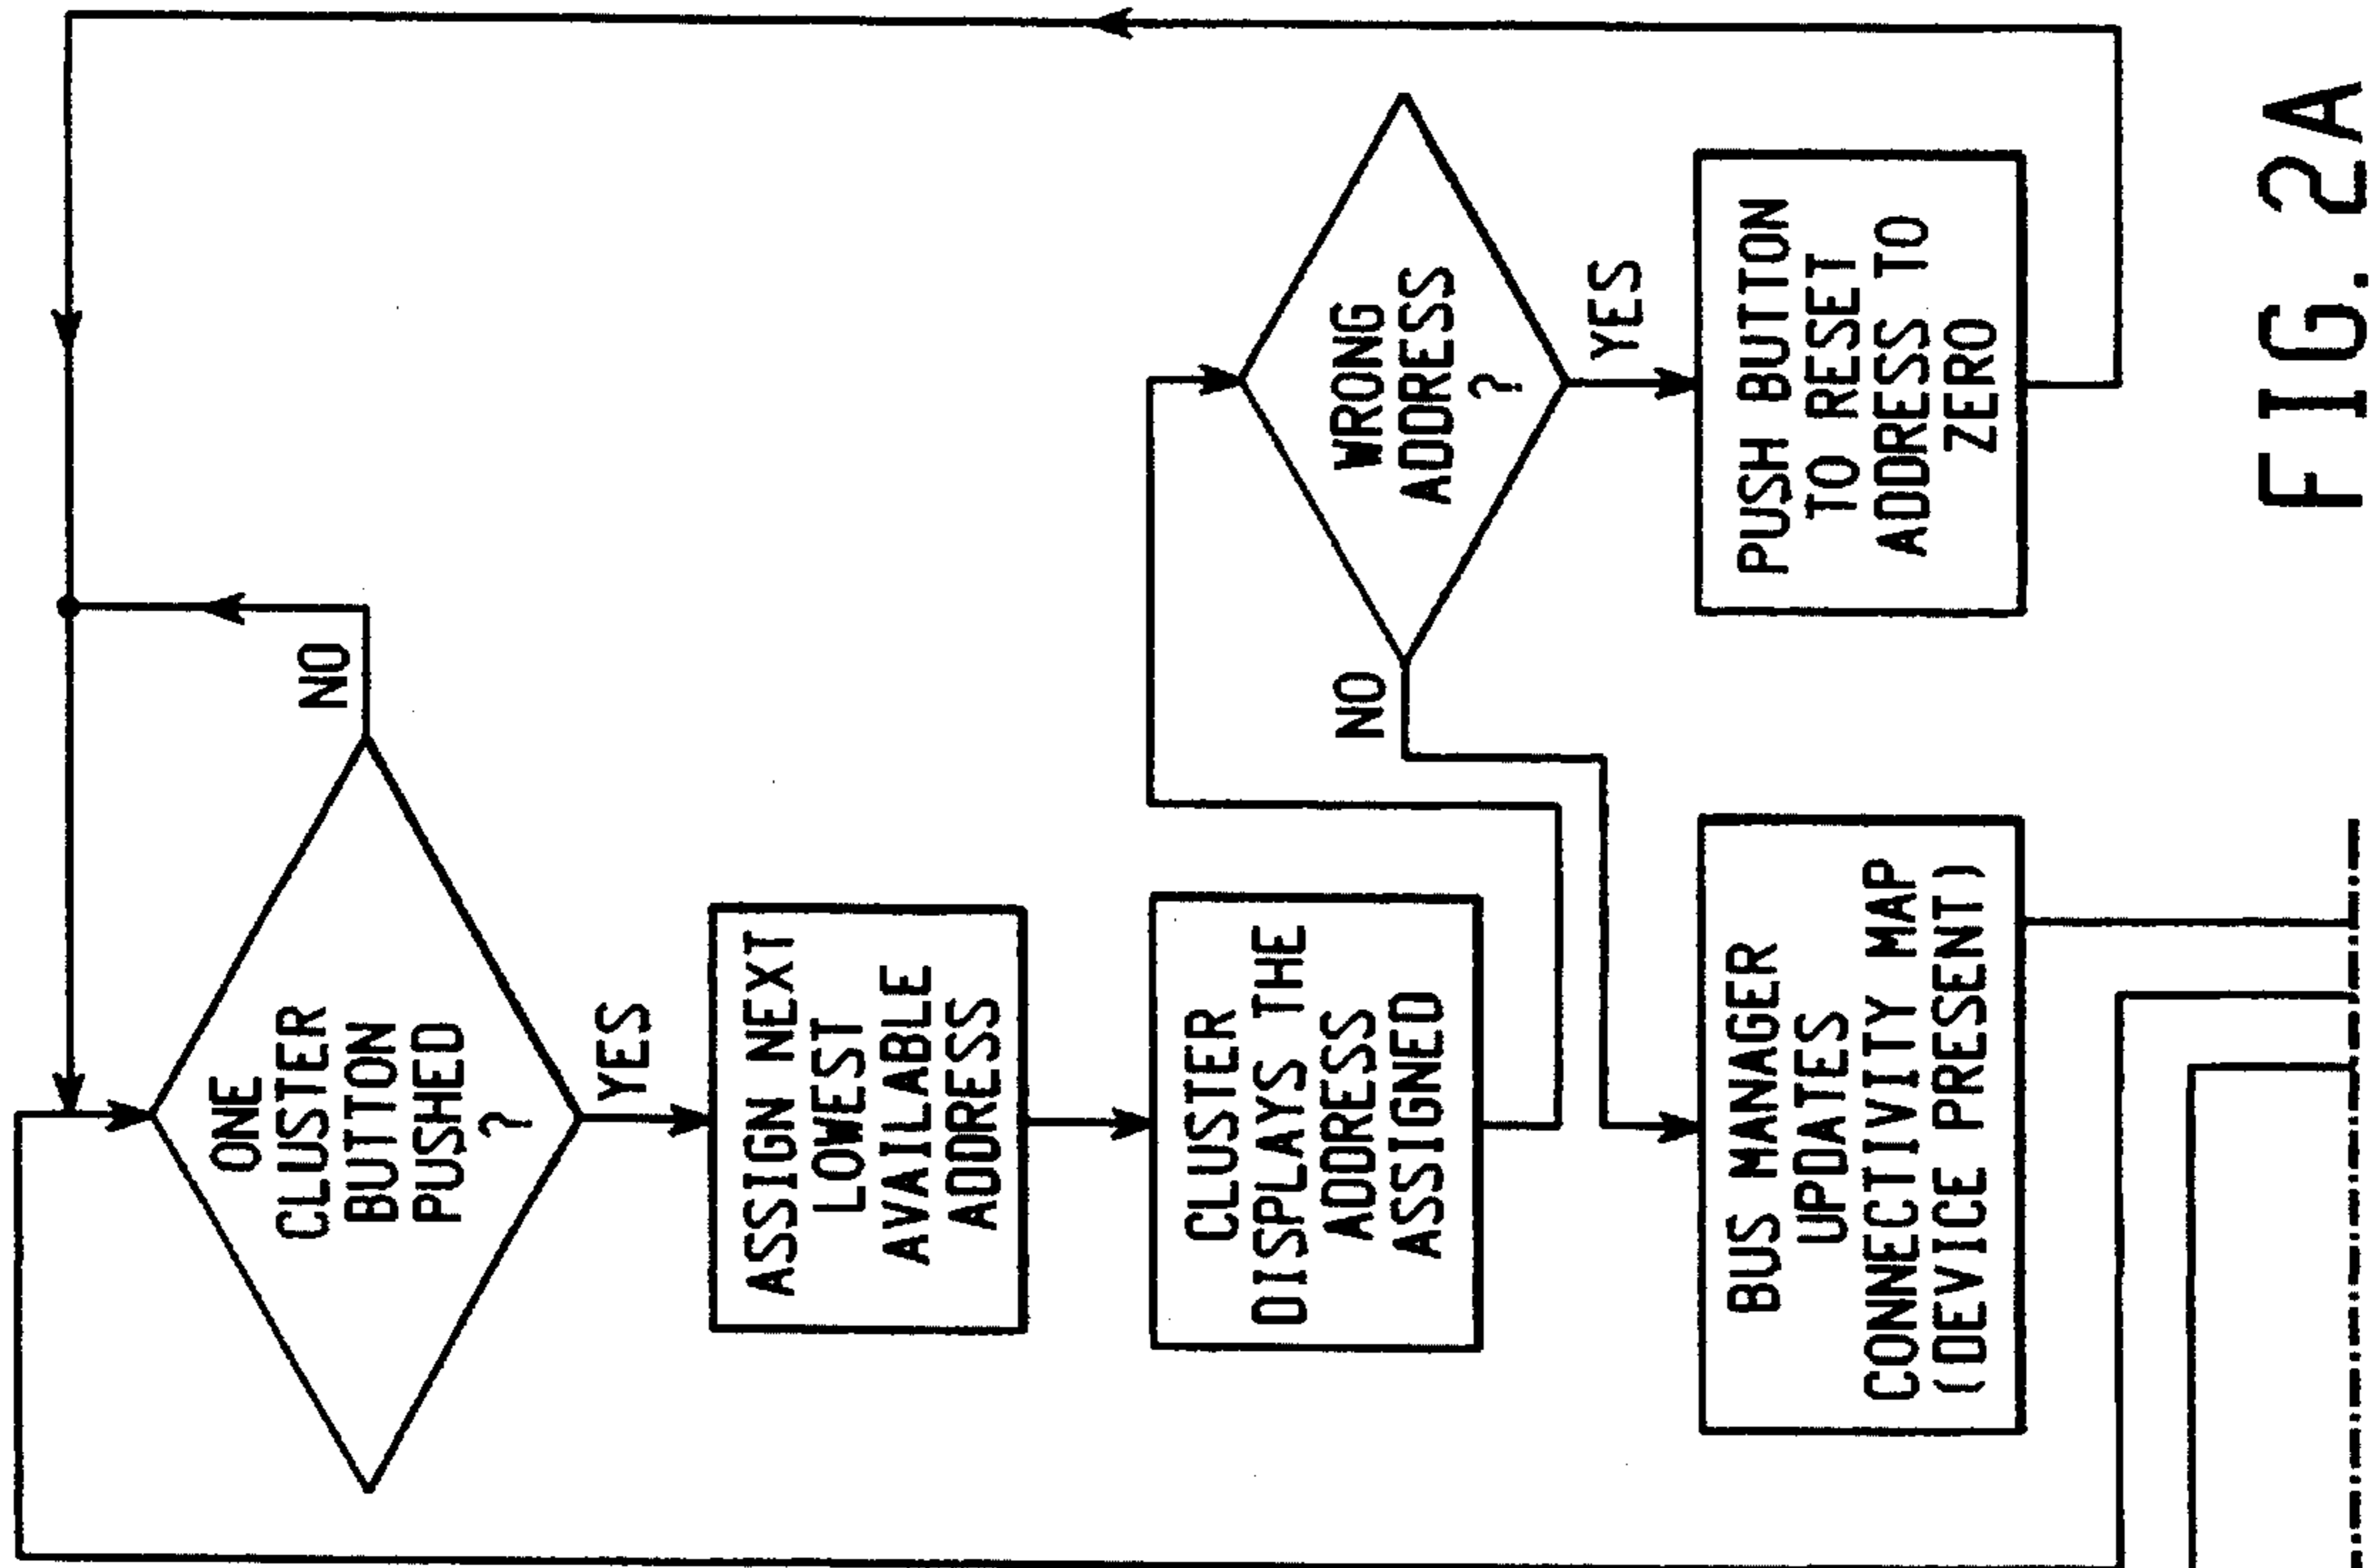 ONE
CLUSTER
BUTTON
PUSHED
?
NO
YES
ASSIGN NEXT
LOWEST
AVAILABLE
ADDRESS
CLUSTER
DISPLAYS THE
ADDRESS
ASSIGNED
WRONG
ADDRESS
?
NO
YES
PUSH BUTTON
TO RESET
ADDRESS TO
ZERO
BUS MANAGER
UPDATES
CONNECTIVITY MAP
(DEVICE PRESENT)
FIG. 2A